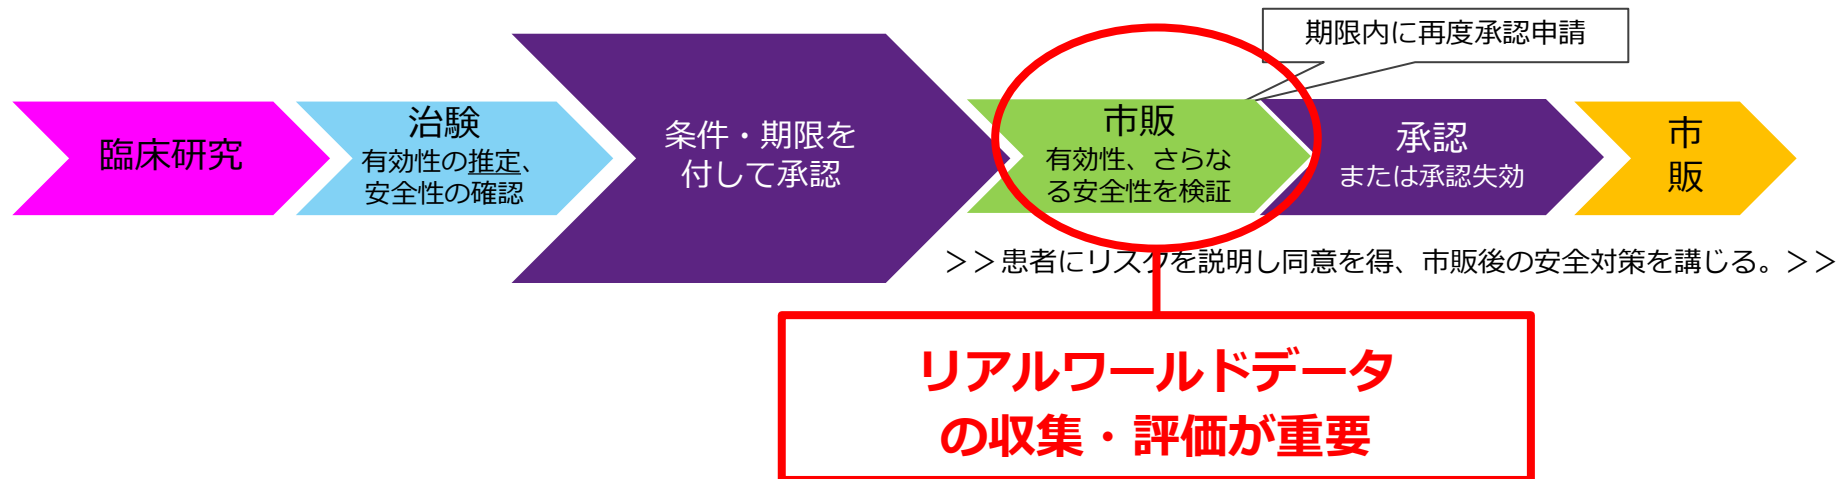 期限内に再度承認申請
臨床研究
治験
有効性の推定、
安全性の確認
条件・期限を
付して承認
市販
有効性、さらな
る安全性を検証
承認
または承認失効
市
販
＞＞患者にリスクを説明し同意を得、市販後の安全対策を講じる。＞＞
リアルワールドデータ
の収集・評価が重要